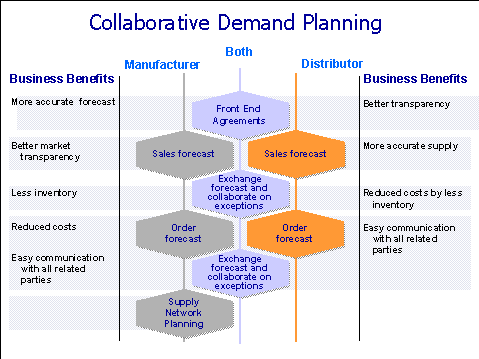 Collaborative Demand Planning
Both
Manufacturer
Distributor
Business Benefits
Business Benefits
More accurate forecast
Front End
Agreements
Better transparency
Better market
transparency
Sales forecast
Sales forecast
More accurate supply
Less inventory
Exchange
forecast and
collaborate on
exceptions
Reduced costs by less
inventory
Reduced costs
Order
forecast
Order
forecast
Easy communication
with all related
parties
Easy communication
with all related
parties
Exchange
forecast and
collaborate on
exceptions
Supply
Network
Planning